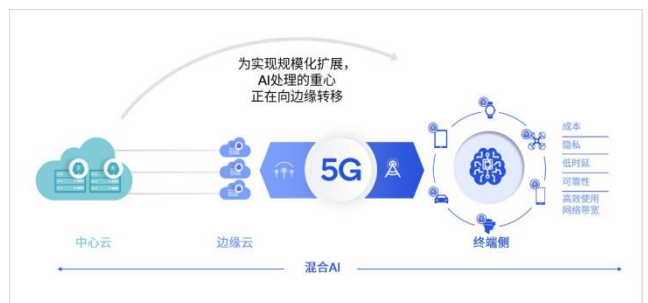 为实现规模化扩展，
AI处理的重心
正在向边缘转移
5G
成本
隐私
低时延
可靠性
高效使用
网络带宽
中心云
边缘云
终端侧
混合AI